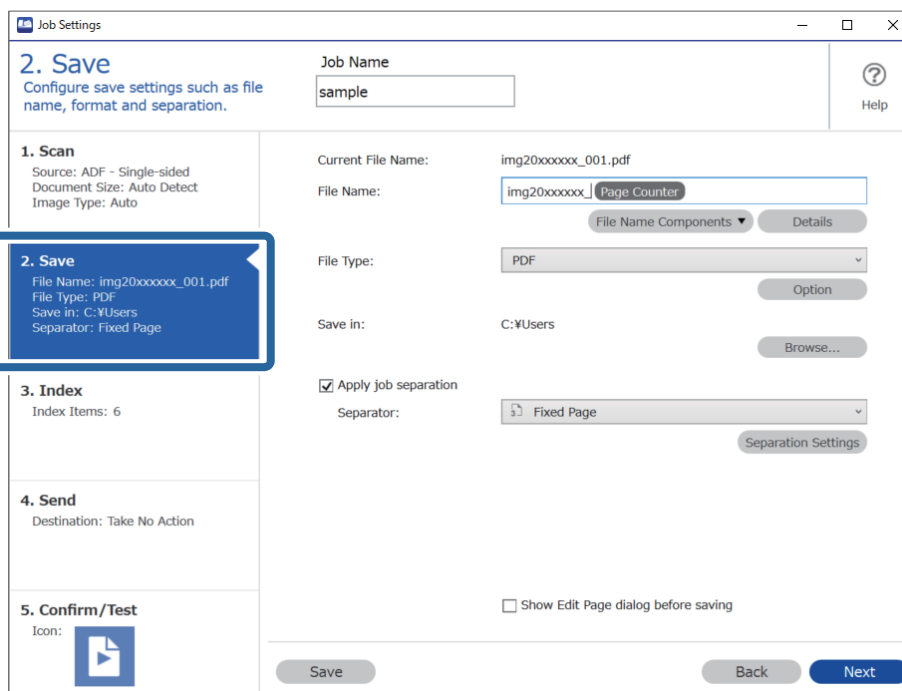 Job Settings
2. Save
Configure save settings such as file
name, format and separation.
Job Name
sample
Help
1. Scan
Source: ADF - Single-sided
Document Size: Auto Detect
Image Type: Auto
2. Save
File Name: img20xxxxxx_001.pdf
File Type: PDF
Save in: C:¥Users
Separator: Fixed Page
3. Index
Index Items: 6
4. Send
Destination: Take No Action
5. Confirm/Test
Icon:
Current File Name: img20xxxxxx_001.pdf
File Name: img20xxxxxx_ Page Counter
File Name Components ▼ Details
File Type: PDF
Option
Save in: C:¥Users
Browse...
Apply job separation
Separator: Fixed Page
Separation Settings
Show Edit Page dialog before saving
Save Back Next